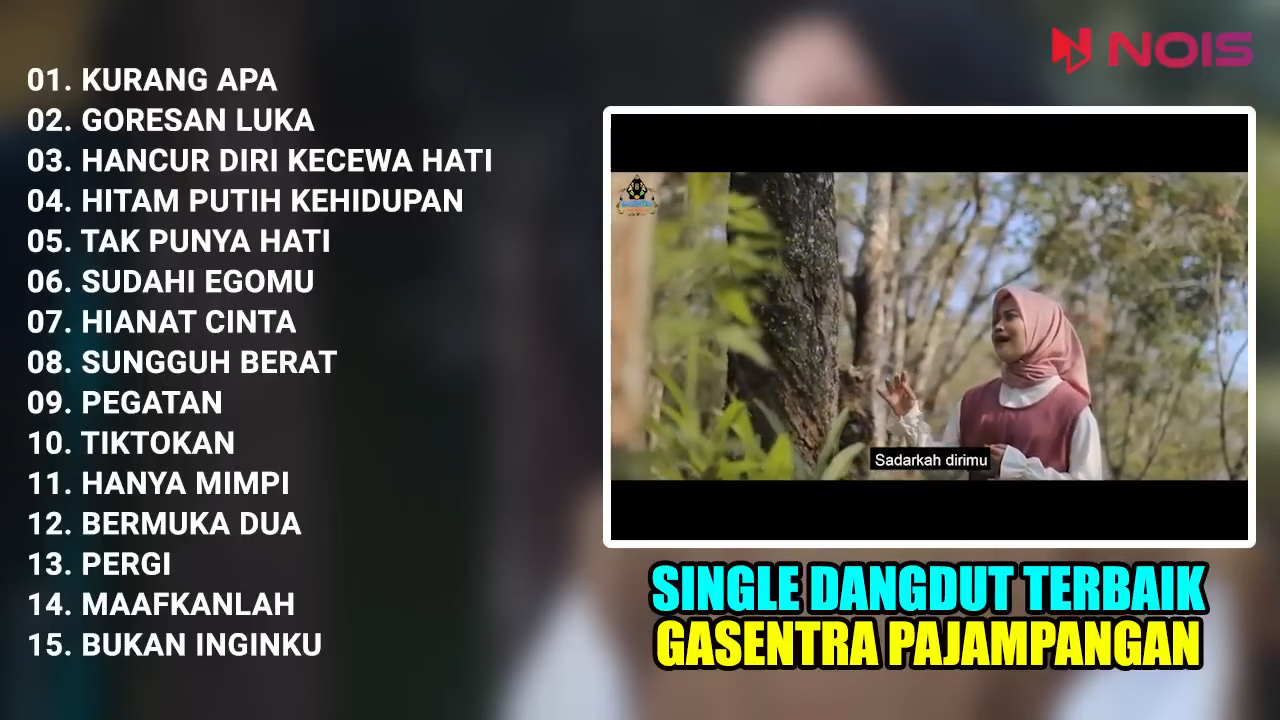 NOIS
01. KURANG APA
02. GORESAN LUKA
03. HANCUR DIRI KECEWA HATI
04. HITAM PUTIH KEHIDUPAN
05. TAK PUNYA HATI
06. SUDAHI EGOMU
07. HIANAT CINTA
08. SUNGGUH BERAT
09. PEGATAN
10. TIKTOKAN
11. HANYA MIMPI
12. BERMUKA DUA
13. PERGI
14. MAAFKANLAH
15. BUKAN INGINKU
Sadarkah dirimu
SINGLE DANGDUT TERBAIK
GASENTRA PAJAMPANGAN